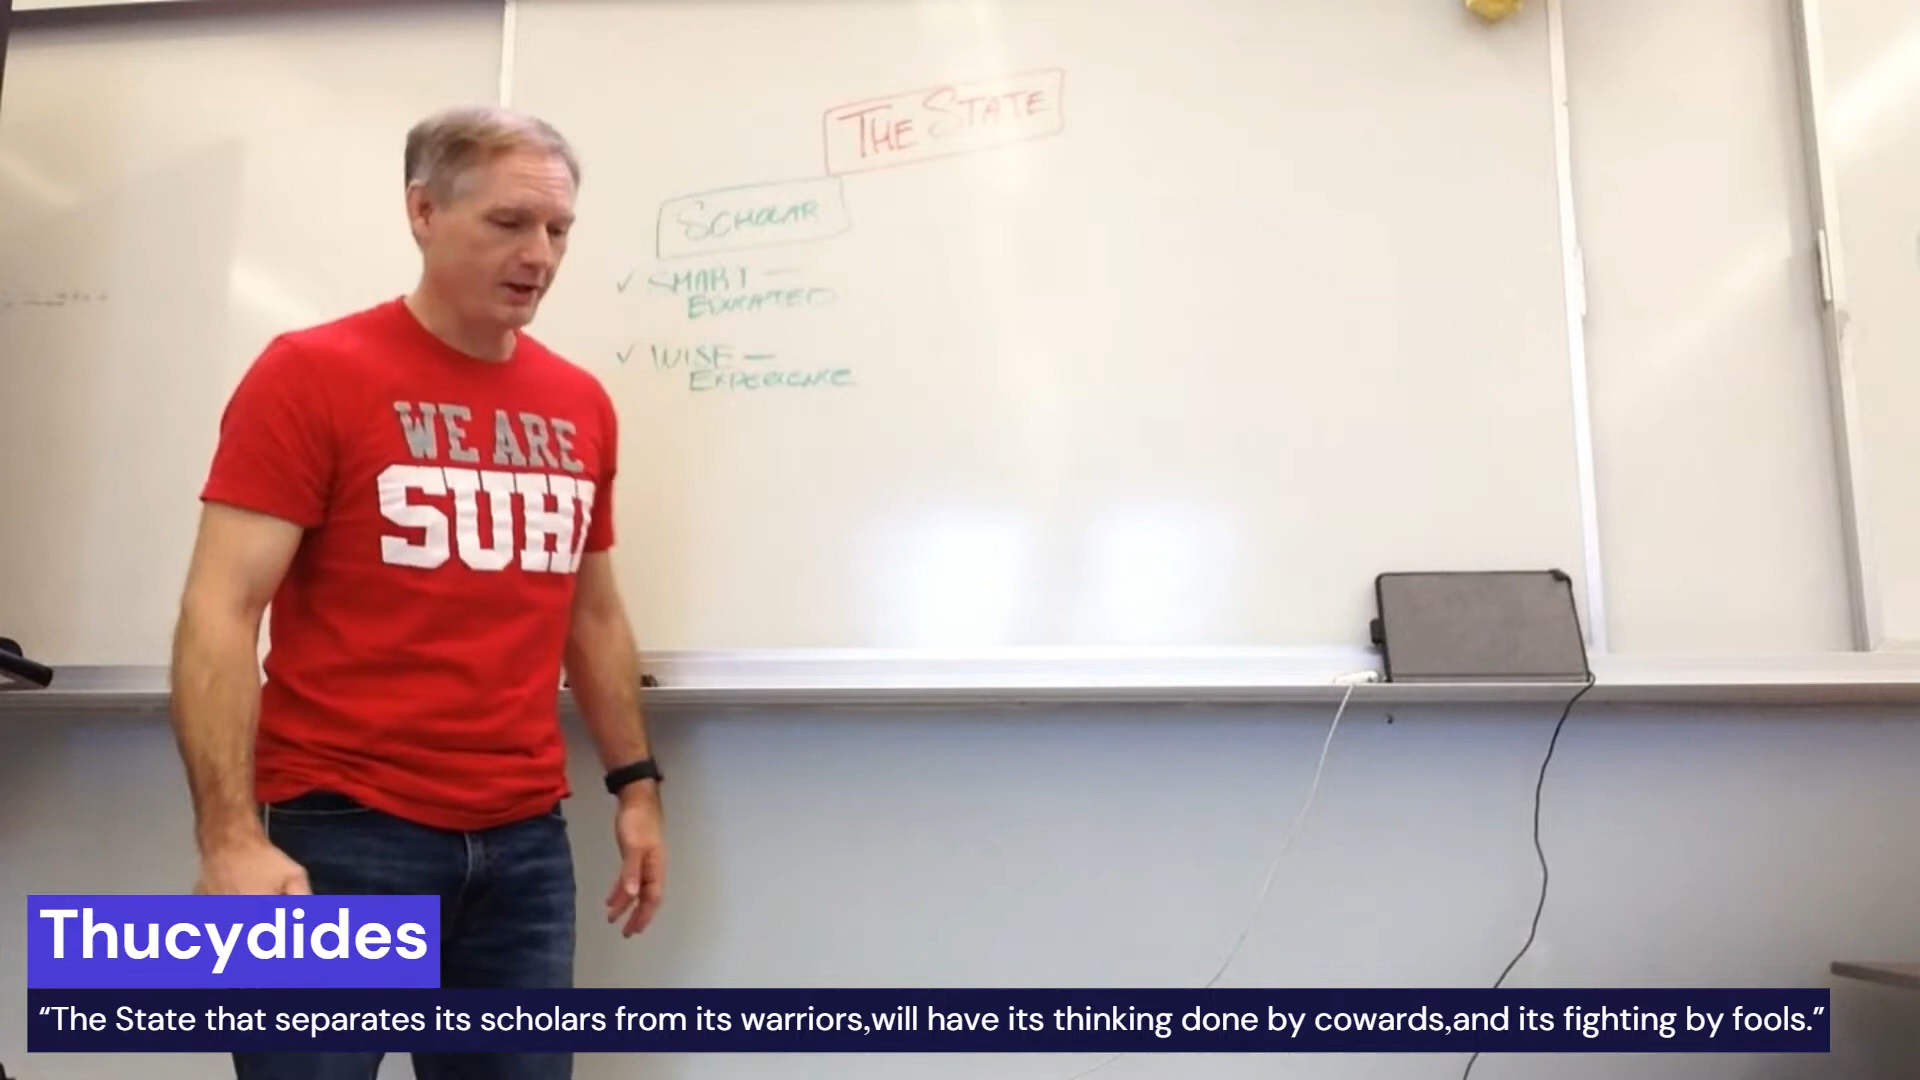 THE STATE
SCHOLAR
✓ SMART —
EDUCATED
✓ WISE —
EXPERIENCE
WE ARE
SUHI
Thucydides
“The State that separates its scholars from its warriors,will have its thinking done by cowards,and its fighting by fools.”